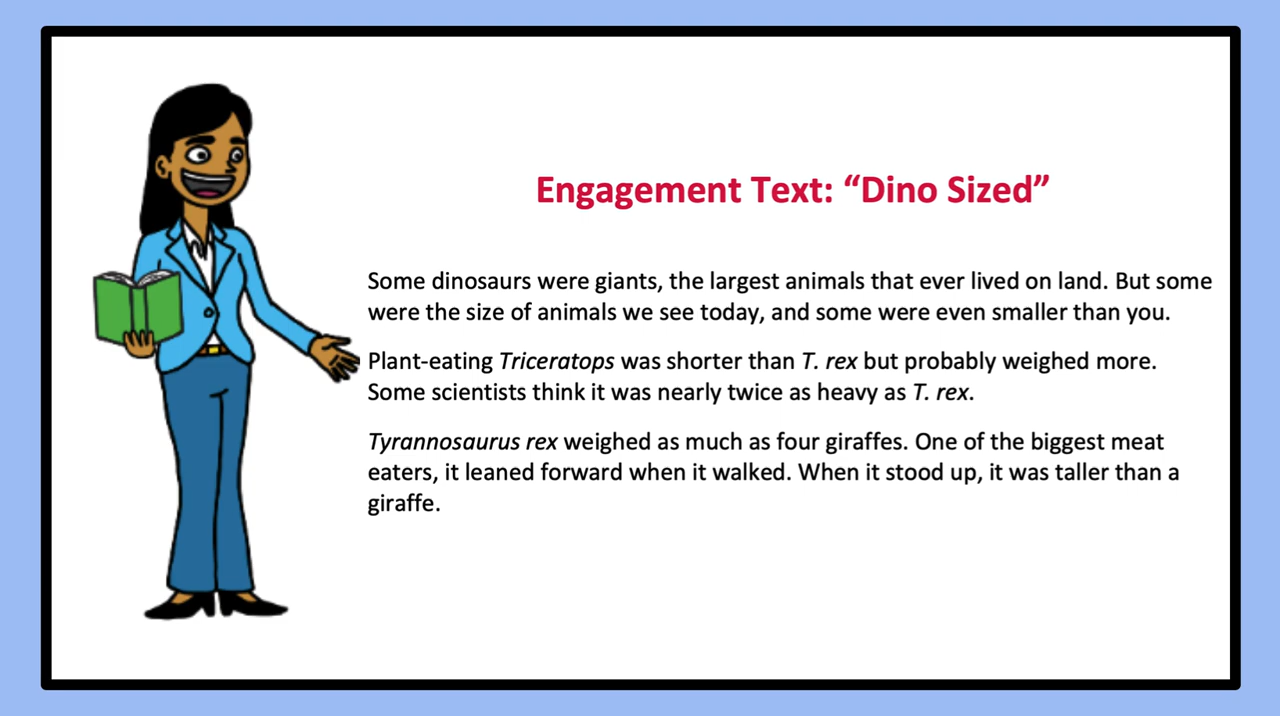 Engagement Text: “Dino Sized”
Some dinosaurs were giants, the largest animals that ever lived on land. But some
were the size of animals we see today, and some were even smaller than you.
Plant-eating Triceratops was shorter than T. rex but probably weighed more.
Some scientists think it was nearly twice as heavy as T. rex.
Tyrannosaurus rex weighed as much as four giraffes. One of the biggest meat
eaters, it leaned forward when it walked. When it stood up, it was taller than a
giraffe.